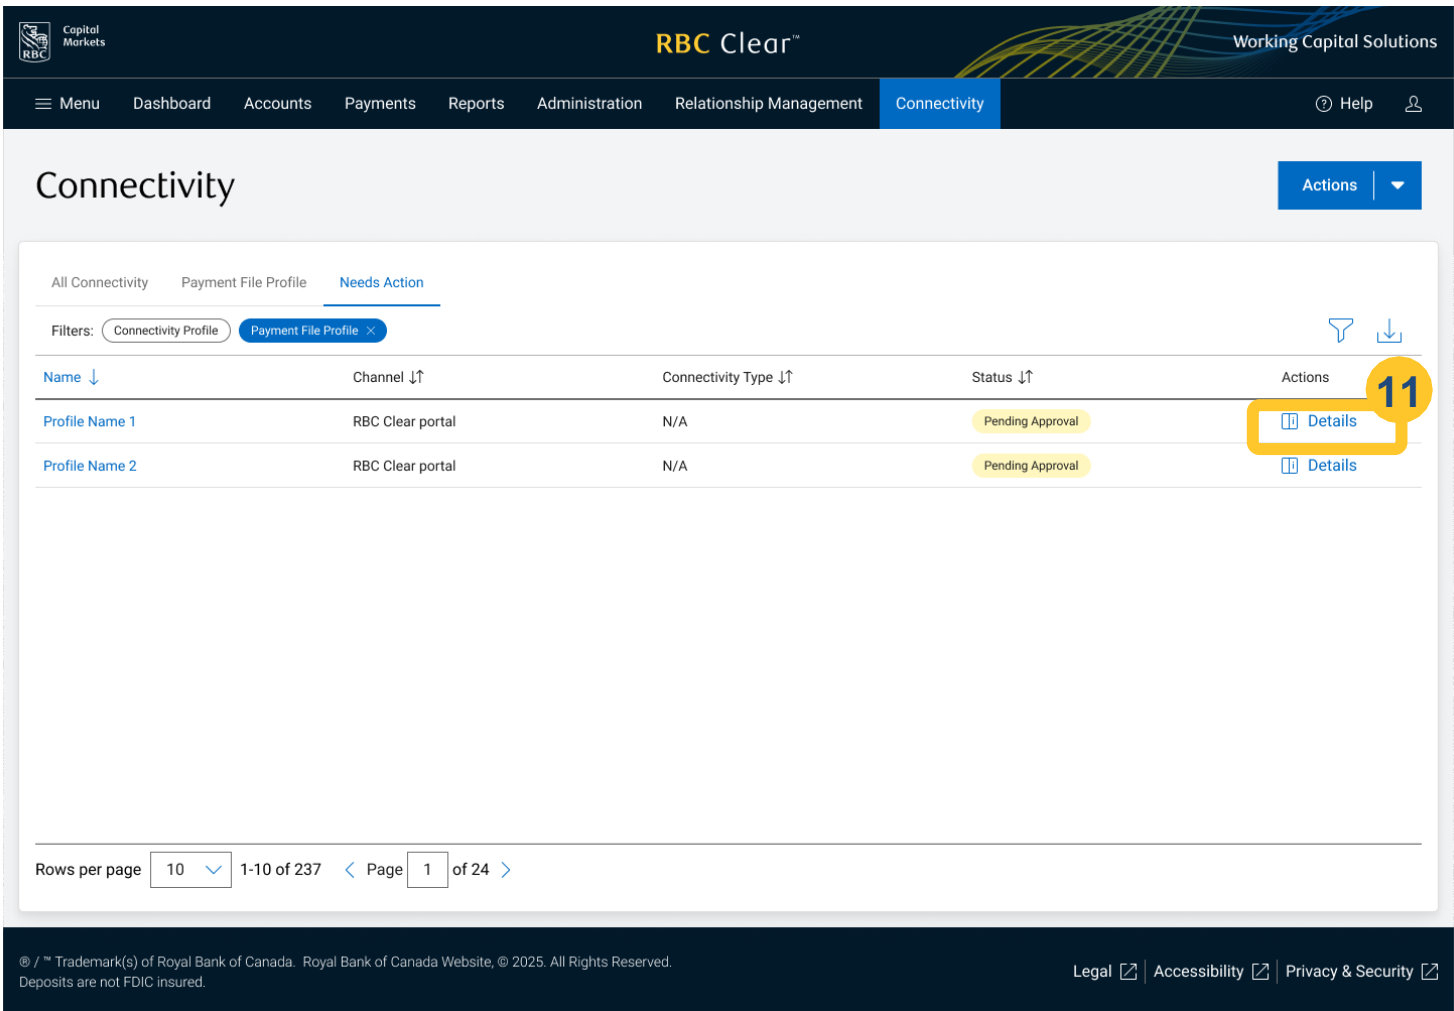 Capital
Markets
RBC
RBC Clear™
Working Capital Solutions
Menu Dashboard Accounts Payments Reports Administration Relationship Management Connectivity Help
Connectivity
Actions
All Connectivity Payment File Profile Needs Action
Filters: Connectivity Profile Payment File Profile
Name Channel Connectivity Type Status Actions
11
Profile Name 1 RBC Clear portal N/A Pending Approval Details
Profile Name 2 RBC Clear portal N/A Pending Approval Details
Rows per page 10 1-10 of 237 Page 1 of 24
® / ™ Trademark(s) of Royal Bank of Canada. Royal Bank of Canada Website, © 2025. All Rights Reserved.
Deposits are not FDIC insured.
Legal Accessibility Privacy & Security